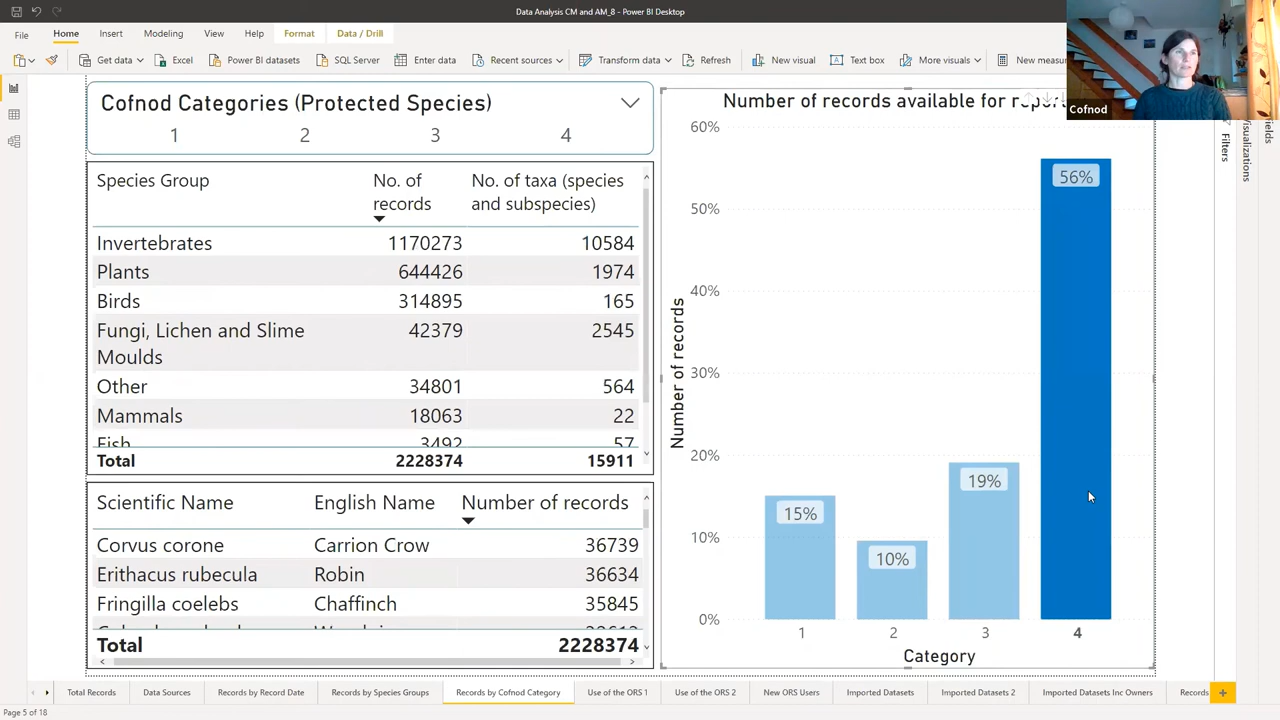 Data Analysis CM and AM_8 - Power BI Desktop
File
Home
Insert
Modeling
View
Help
Format
Data / Drill
Get data
Excel
Power BI datasets
SQL Server
Enter data
Recent sources
Transform data
Refresh
New visual
Text box
More visuals
New measu
Cofnod
Cofnod Categories (Protected Species)
1 2 3 4
Species Group No. of records No. of taxa (species and subspecies)
Invertebrates 1170273 10584
Plants 644426 1974
Birds 314895 165
Fungi, Lichen and Slime Moulds 42379 2545
Other 34801 564
Mammals 18063 22
Fish 3492 57
Total 2228374 15911
Scientific Name English Name Number of records
Corvus corone Carrion Crow 36739
Erithacus rubecula Robin 36634
Fringilla coelebs Chaffinch 35845
Total 2228374
Number of records available for repor
60%
50%
40%
30%
20%
10%
0%
Number of records
15%
10%
19%
56%
1 2 3 4
Category
Filters
Visualizations
Fields
Total Records
Data Sources
Records by Record Date
Records by Species Groups
Records by Cofnod Category
Use of the ORS 1
Use of the ORS 2
New ORS Users
Imported Datasets
Imported Datasets 2
Imported Datasets Inc Owners
Records
Page 5 of 18